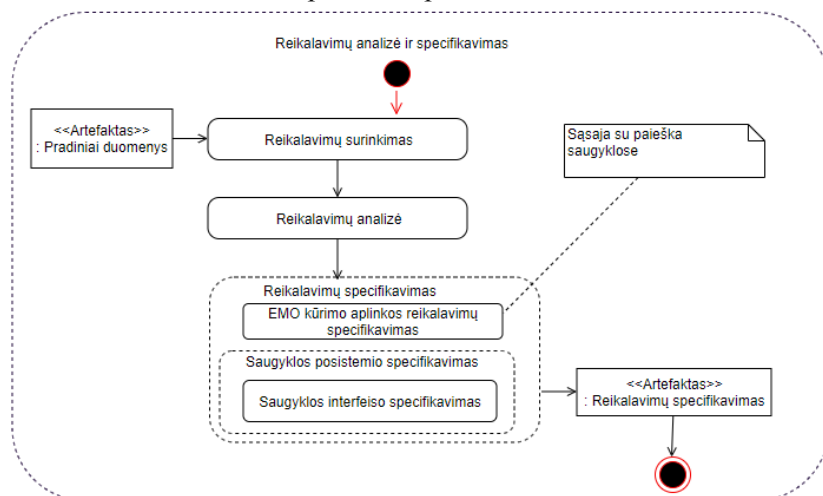 Reikalavimų analizė ir specifikavimas
<<Artefaktas>>
: Pradiniai duomenys
Reikalavimų surinkimas
Sąsaja su paieška
saugyklose
Reikalavimų analizė
Reikalavimų specifikavimas
EMO kūrimo aplinkos reikalavimų
specifikavimas
Saugyklos posistemio specifikavimas
Saugyklos interfeiso specifikavimas
<<Artefaktas>>
: Reikalavimų specifikavimas